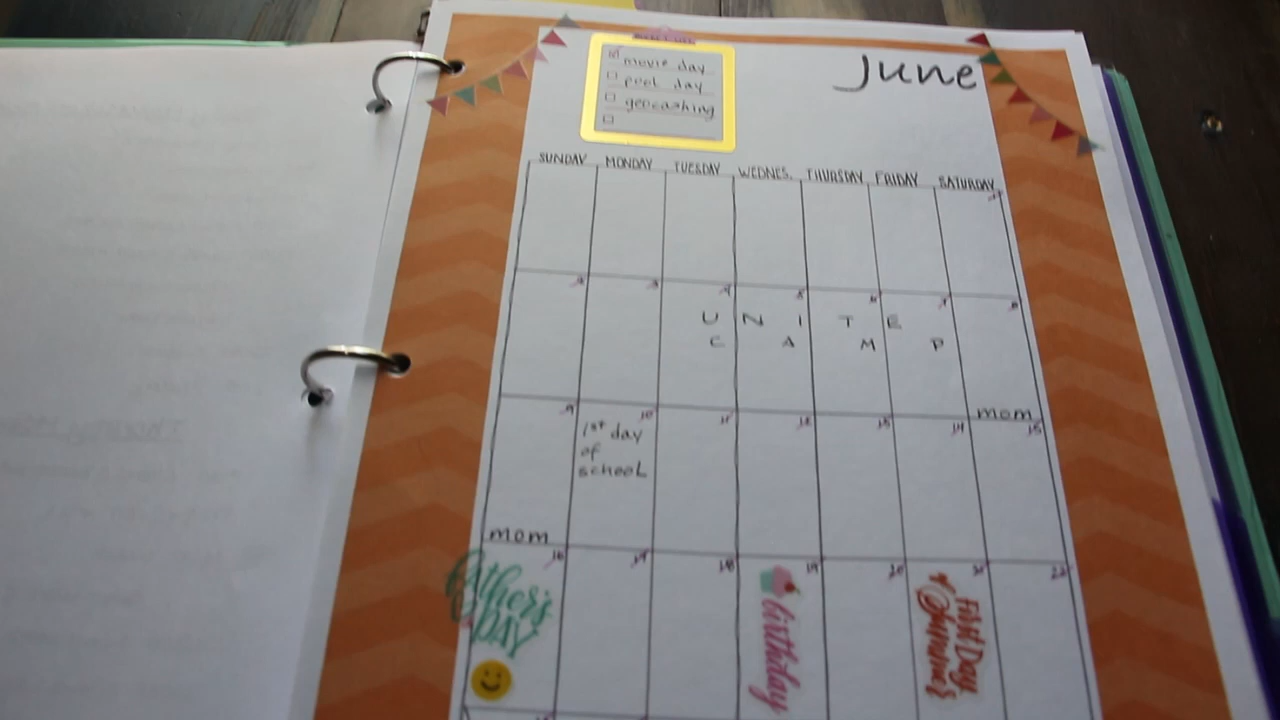 June
movie day
pool day
geocashing
SUNDAY MONDAY TUESDAY WEDNES. THURSDAY FRIDAY SATURDAY
1
2 3 4 5 6 7 8
U N I T E
C A M P
mom
9 10 11 12 13 14 15
1st day
of
school
mom
16 17 18 19 20 21 22
father's
DAY
birthday
First Day
of Summer